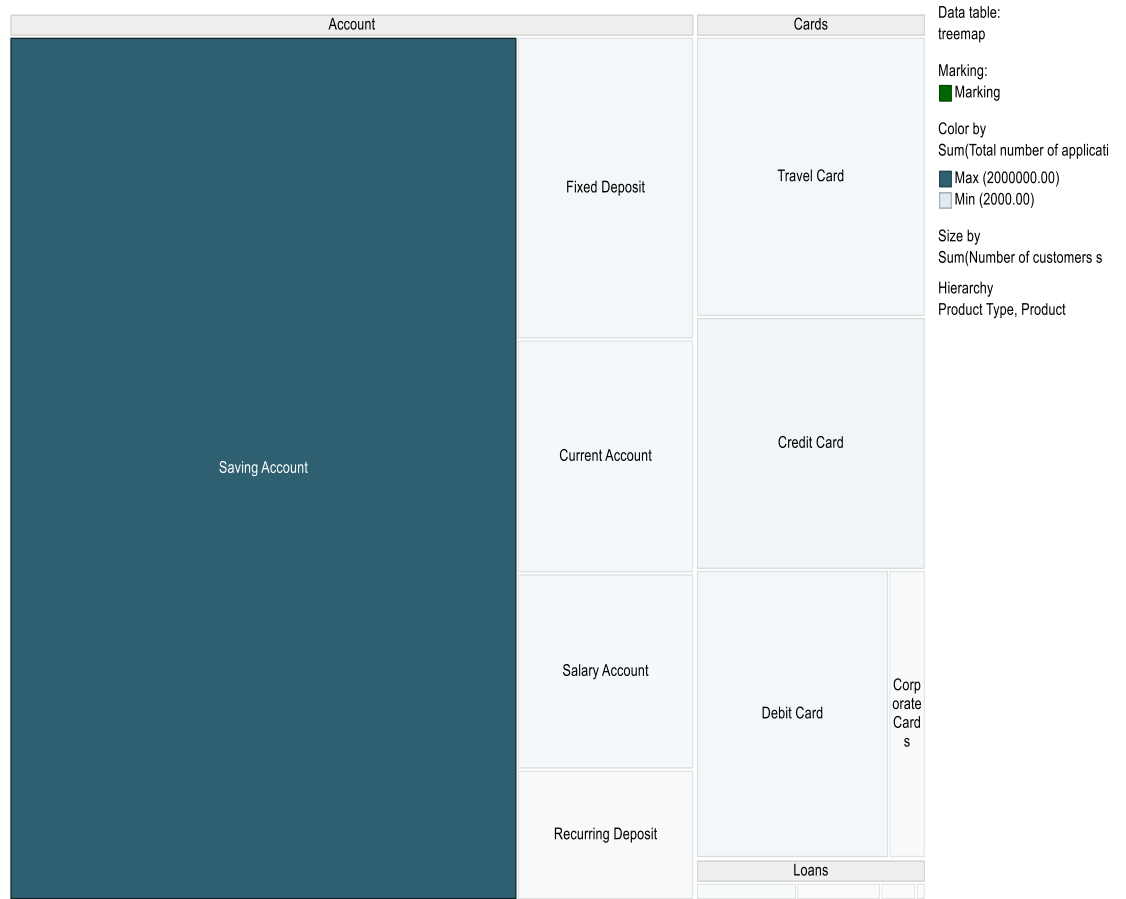 Account
Cards
Saving Account
Fixed Deposit
Current Account
Salary Account
Recurring Deposit
Travel Card
Credit Card
Debit Card
Corp
orate
Card
s
Loans
Data table:
treemap
Marking:
Marking
Color by
Sum(Total number of applicati
Max (2000000.00)
Min (2000.00)
Size by
Sum(Number of customers s
Hierarchy
Product Type, Product